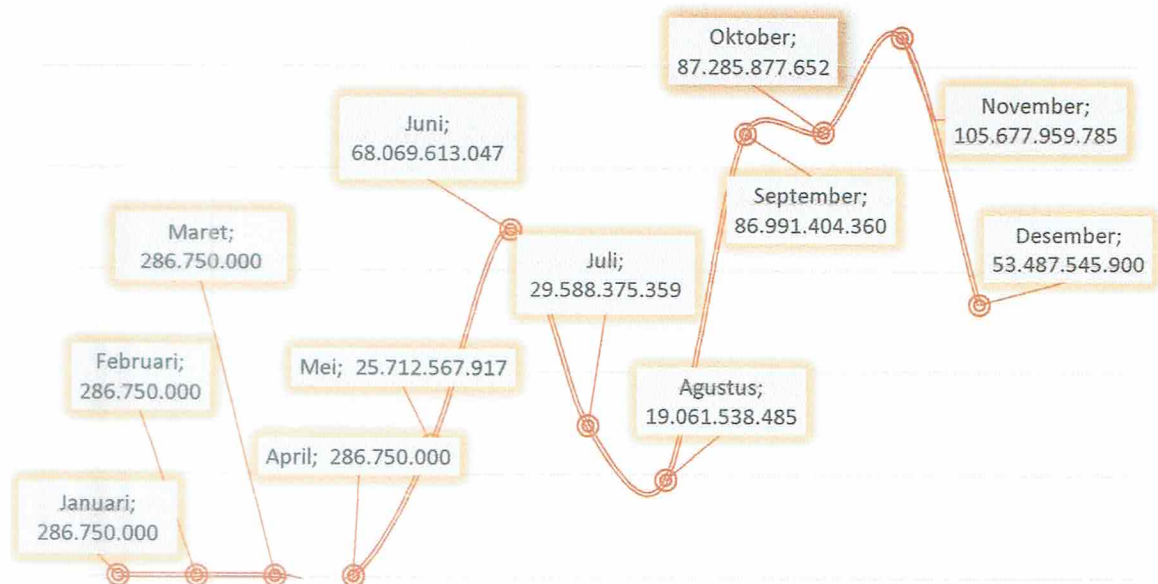 Januari;
286.750.000
Februari;
286.750.000
Maret;
286.750.000
April; 286.750.000
Mei; 25.712.567.917
Juni;
68.069.613.047
Juli;
29.588.375.359
Agustus;
19.061.538.485
September;
86.991.404.360
Oktober;
87.285.877.652
November;
105.677.959.785
Desember;
53.487.545.900